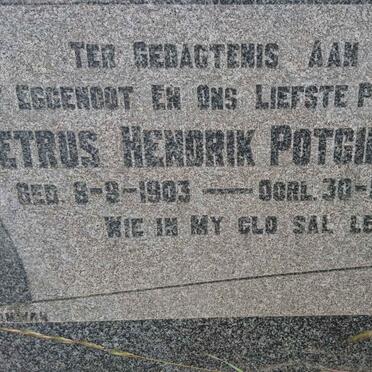 TER GEDAGTENIS AAN
EGGENOOT EN ONS LIEFSTE P
ETRUS HENDRIK POTGI
GEB. 8-9-1903 — OORL. 30-
WIE IN MY GLO SAL LE